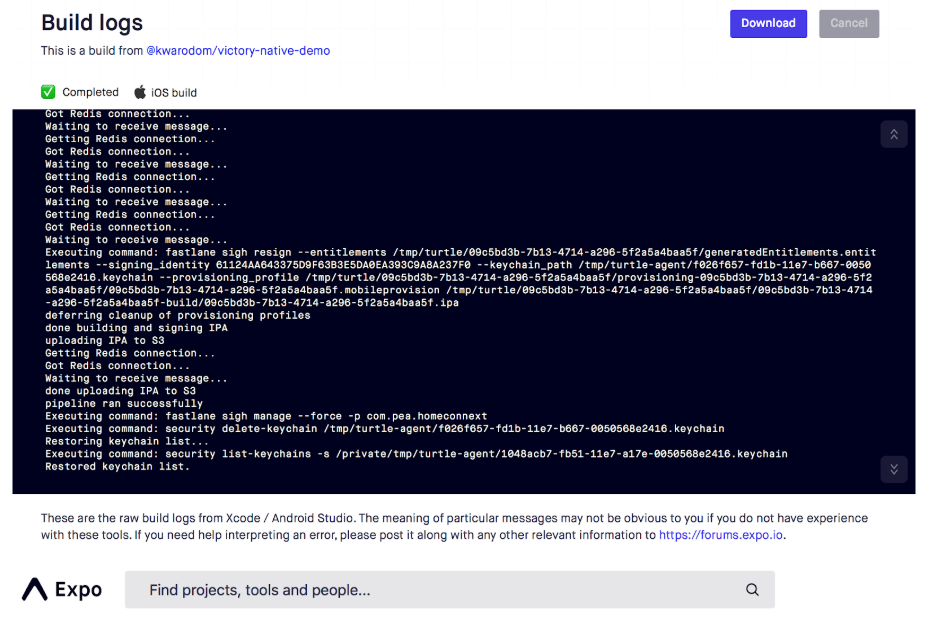 Build logs
Download
Cancel
This is a build from @kwarodom/victory-native-demo
Completed
iOS build
Got Redis connection...
Waiting to receive message...
Getting Redis connection...
Got Redis connection...
Waiting to receive message...
Getting Redis connection...
Got Redis connection...
Waiting to receive message...
Getting Redis connection...
Got Redis connection...
Waiting to receive message...
Executing command: fastlane sigh resign --entitlements /tmp/turtle/09c5bd3b-7b13-4714-a296-5f2a5a4baa5f/generatedEntitlements.entit
lements --signing_identity 61124AA643375D9F63B3E5DA0EA393C9A8A237F0 --keychain_path /tmp/turtle-agent/f026f657-fd1b-11e7-b667-0050
568e2416.keychain --provisioning_profile /tmp/turtle/09c5bd3b-7b13-4714-a296-5f2a5a4baa5f/provisioning-09c5bd3b-7b13-4714-a296-5f2
a5a4baa5f/09c5bd3b-7b13-4714-a296-5f2a5a4baa5f.mobileprovision /tmp/turtle/09c5bd3b-7b13-4714-a296-5f2a5a4baa5f/09c5bd3b-7b13-4714
-a296-5f2a5a4baa5f-build/09c5bd3b-7b13-4714-a296-5f2a5a4baa5f.ipa
deferring cleanup of provisioning profiles
done building and signing IPA
uploading IPA to S3
Getting Redis connection...
Got Redis connection...
Waiting to receive message...
done uploading IPA to S3
pipeline ran successfully
Executing command: fastlane sigh manage --force -p com.pea.homeconnext
Executing command: security delete-keychain /tmp/turtle-agent/f026f657-fd1b-11e7-b667-0050568e2416.keychain
Restoring keychain list...
Executing command: security list-keychains -s /private/tmp/turtle-agent/1048acb7-fb51-11e7-a17e-0050568e2416.keychain
Restored keychain list.
These are the raw build logs from Xcode / Android Studio. The meaning of particular messages may not be obvious to you if you do not have experience
with these tools. If you need help interpreting an error, please post it along with any other relevant information to https://forums.expo.io.
Expo
Find projects, tools and people...